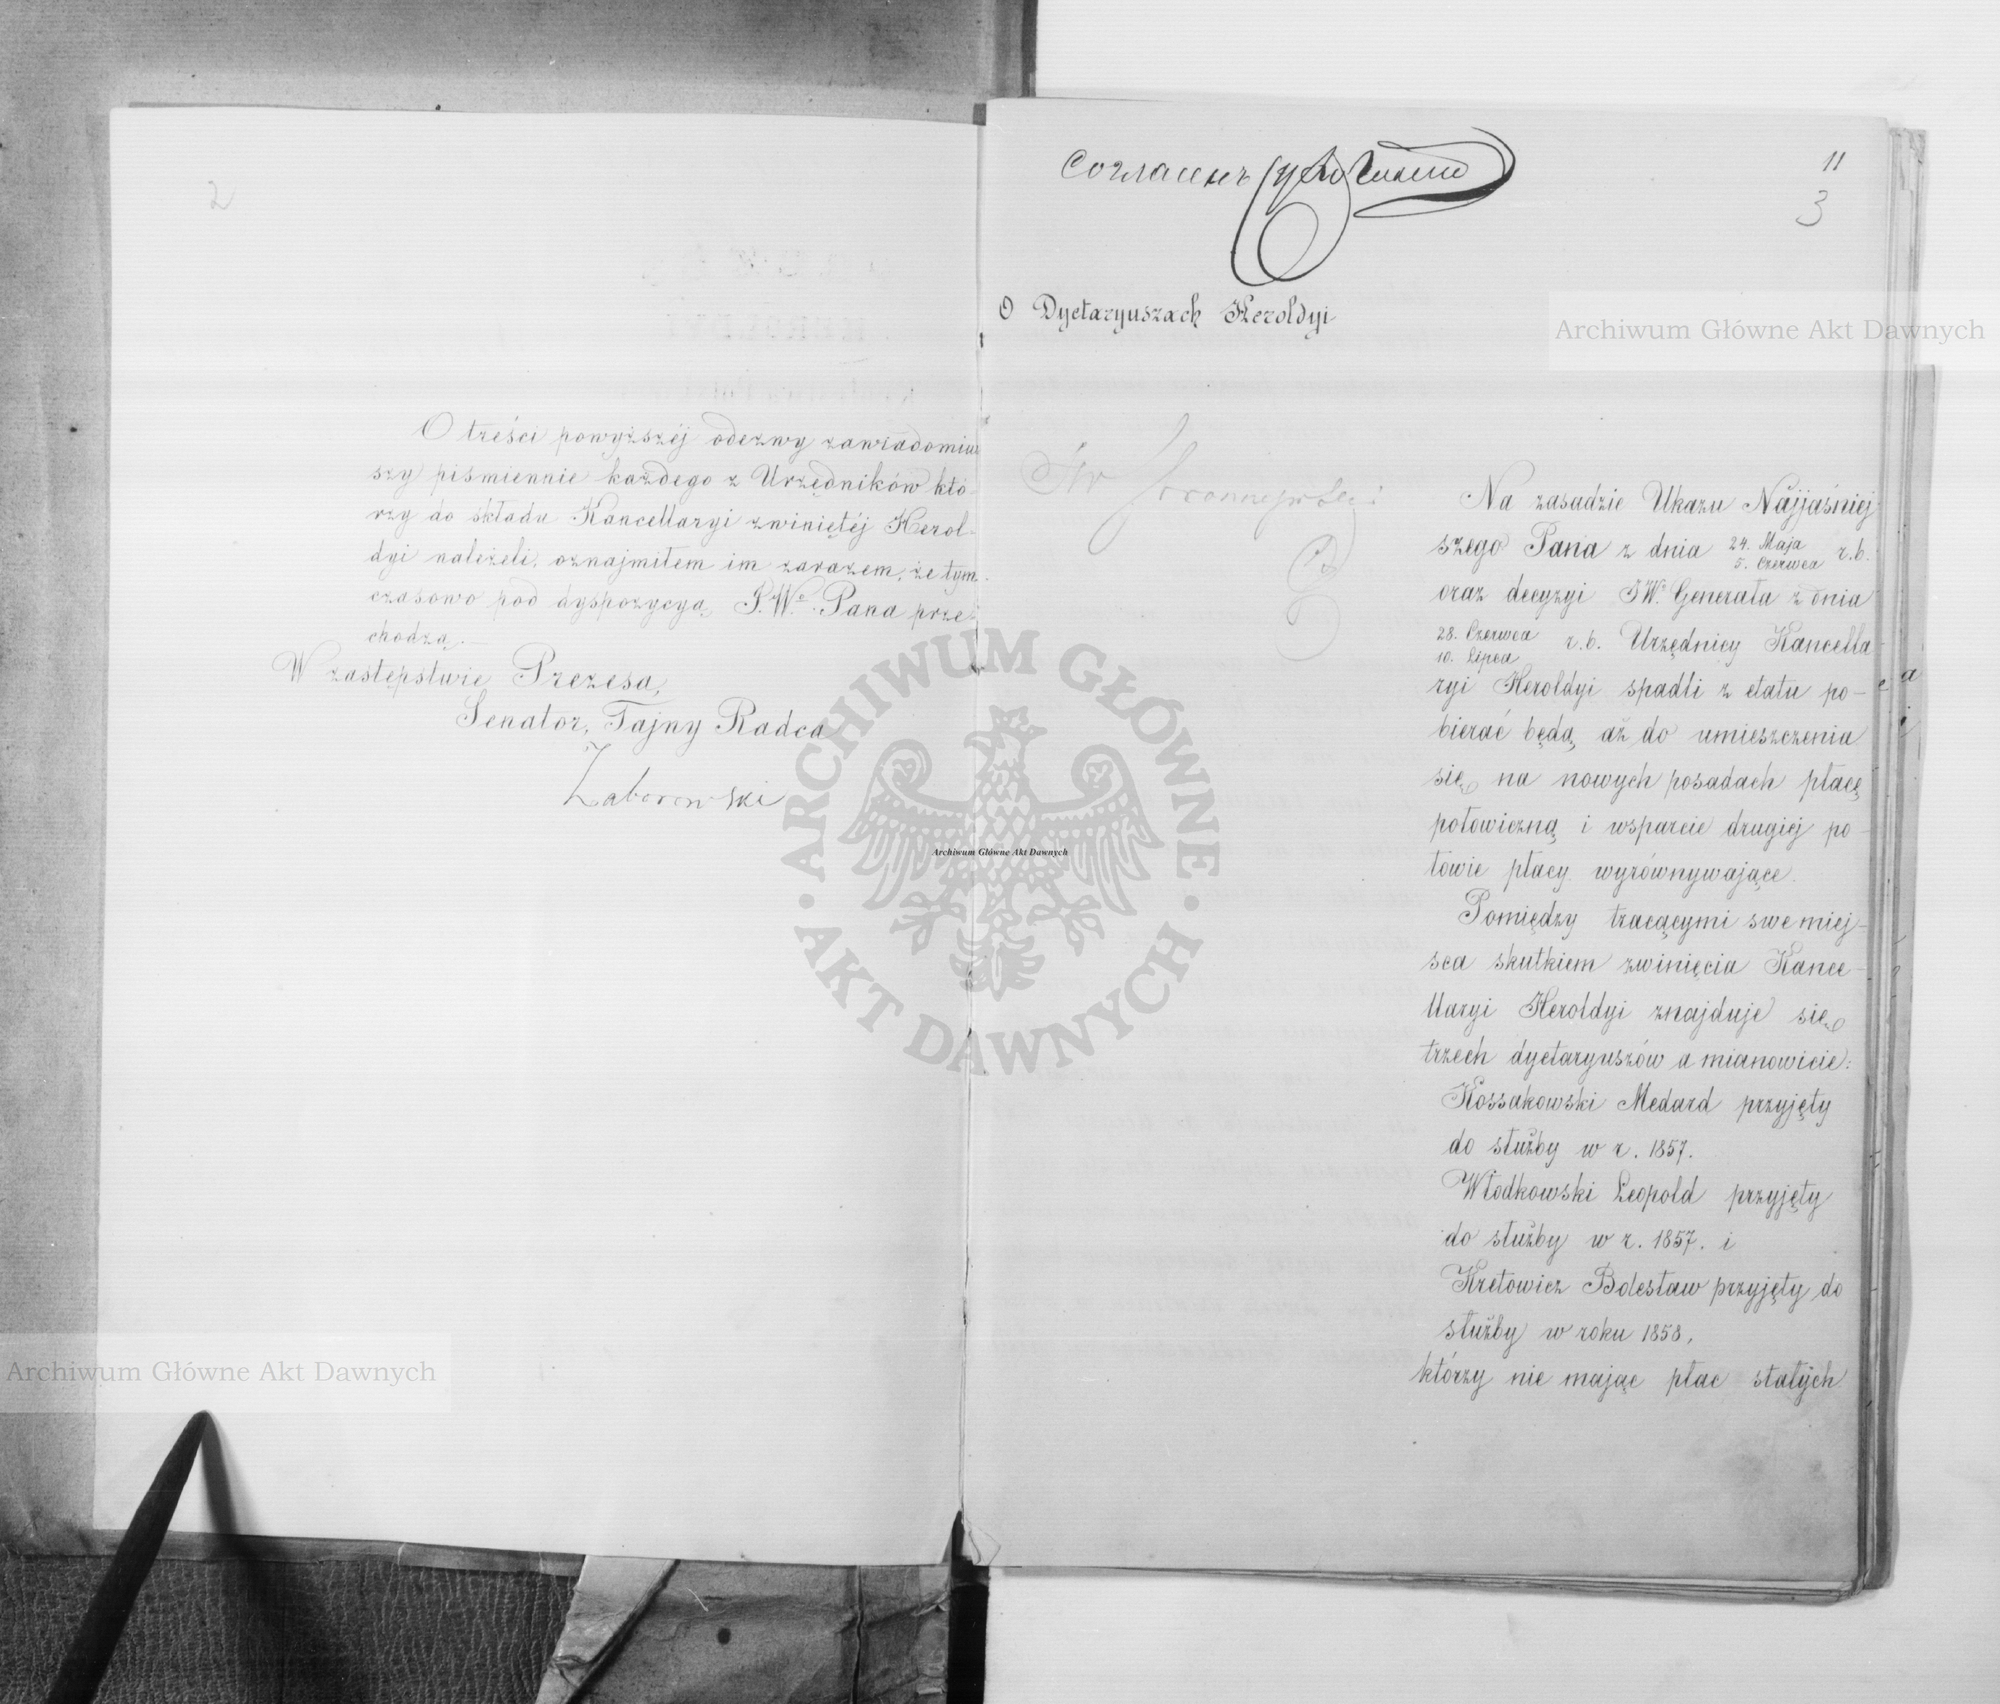 2
O treści powyższéj odezwy zawiadomiw
szy piśmiennie każdego z Urzędników któ-
rzy do składu Kancellaryi zwiniętéj Herol-
dyi należeli, oznajmiłem im zarazem, że tym-
czasowo pod dyspozycyą J.W.º Pana prze-
chodzą.
W zastępstwie Prezesa,
Senator, Tajny Radca
Zaborowski
Согласенъ
11
3
O Dyetaryuszach Heroldyi
Na zasadzie Ukazu Najjaśniej
szego Pana z dnia 24. Maja r.b.
5. Czerwca
oraz decyzyi JW. Generała z dnia
28. Czerwca r.b. Urzędnicy Kancella-
10. Lipca
ryi Heroldyi spadli z etatu po-
bierać będą aż do umieszczenia
się na nowych posadach płacę
połowiczną i wsparcie drugiej po-
łowie płacy wyrównywające.
Pomiędzy tracącymi swe miej-
sca skutkiem zwinięcia Kance-
llaryi Heroldyi znajduje się
trzech dyetaryuszów a mianowicie:
Kossakowski Medard przyjęty
do służby w r. 1857.
Włodkowski Leopold przyjęty
do służby w r. 1857. i
Kretowicz Bolesław przyjęty do
służby w roku 1858,
którzy nie mając płac stałych
Archiwum Główne Akt Dawnych
Archiwum Główne Akt Dawnych
Archiwum Główne Akt Dawnych
ARCHIWUM GŁÓWNE
AKT DAWNYCH